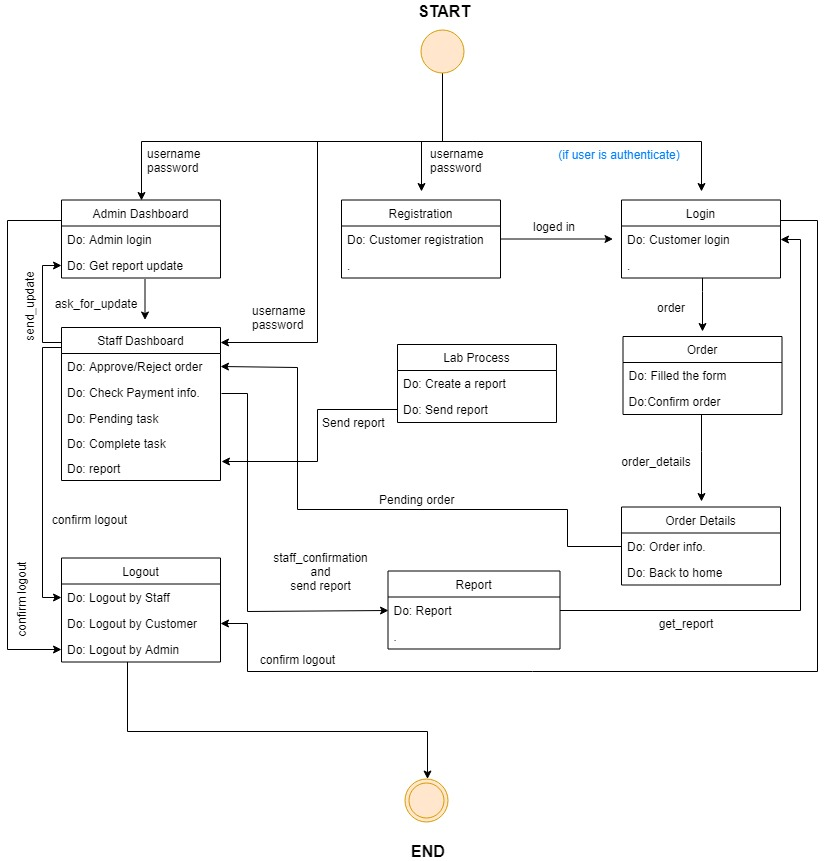 START
username
password
username
password
(if user is authenticate)
Admin Dashboard
Do: Admin login
Do: Get report update
Registration
Do: Customer registration
.
loged in
Login
Do: Customer login
.
send_update
ask_for_update
username
password
order
Staff Dashboard
Do: Approve/Reject order
Do: Check Payment info.
Do: Pending task
Do: Complete task
Do: report
Lab Process
Do: Create a report
Do: Send report
Send report
Order
Do: Filled the form
Do:Confirm order
order_details
Pending order
Order Details
Do: Order info.
Do: Back to home
confirm logout
confirm logout
staff_confirmation
and
send report
Logout
Do: Logout by Staff
Do: Logout by Customer
Do: Logout by Admin
Report
Do: Report
.
get_report
confirm logout
END